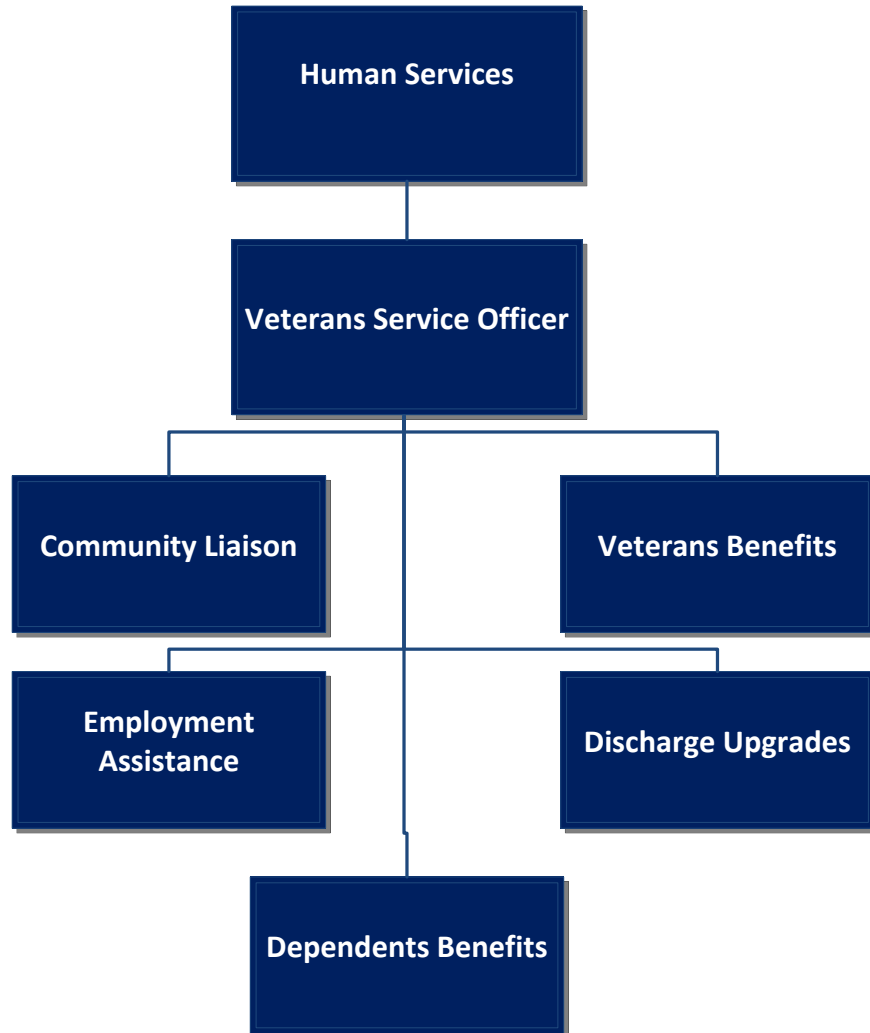 Human Services
Veterans Service Officer
Community Liaison
Veterans Benefits
Employment
Assistance
Discharge Upgrades
Dependents Benefits